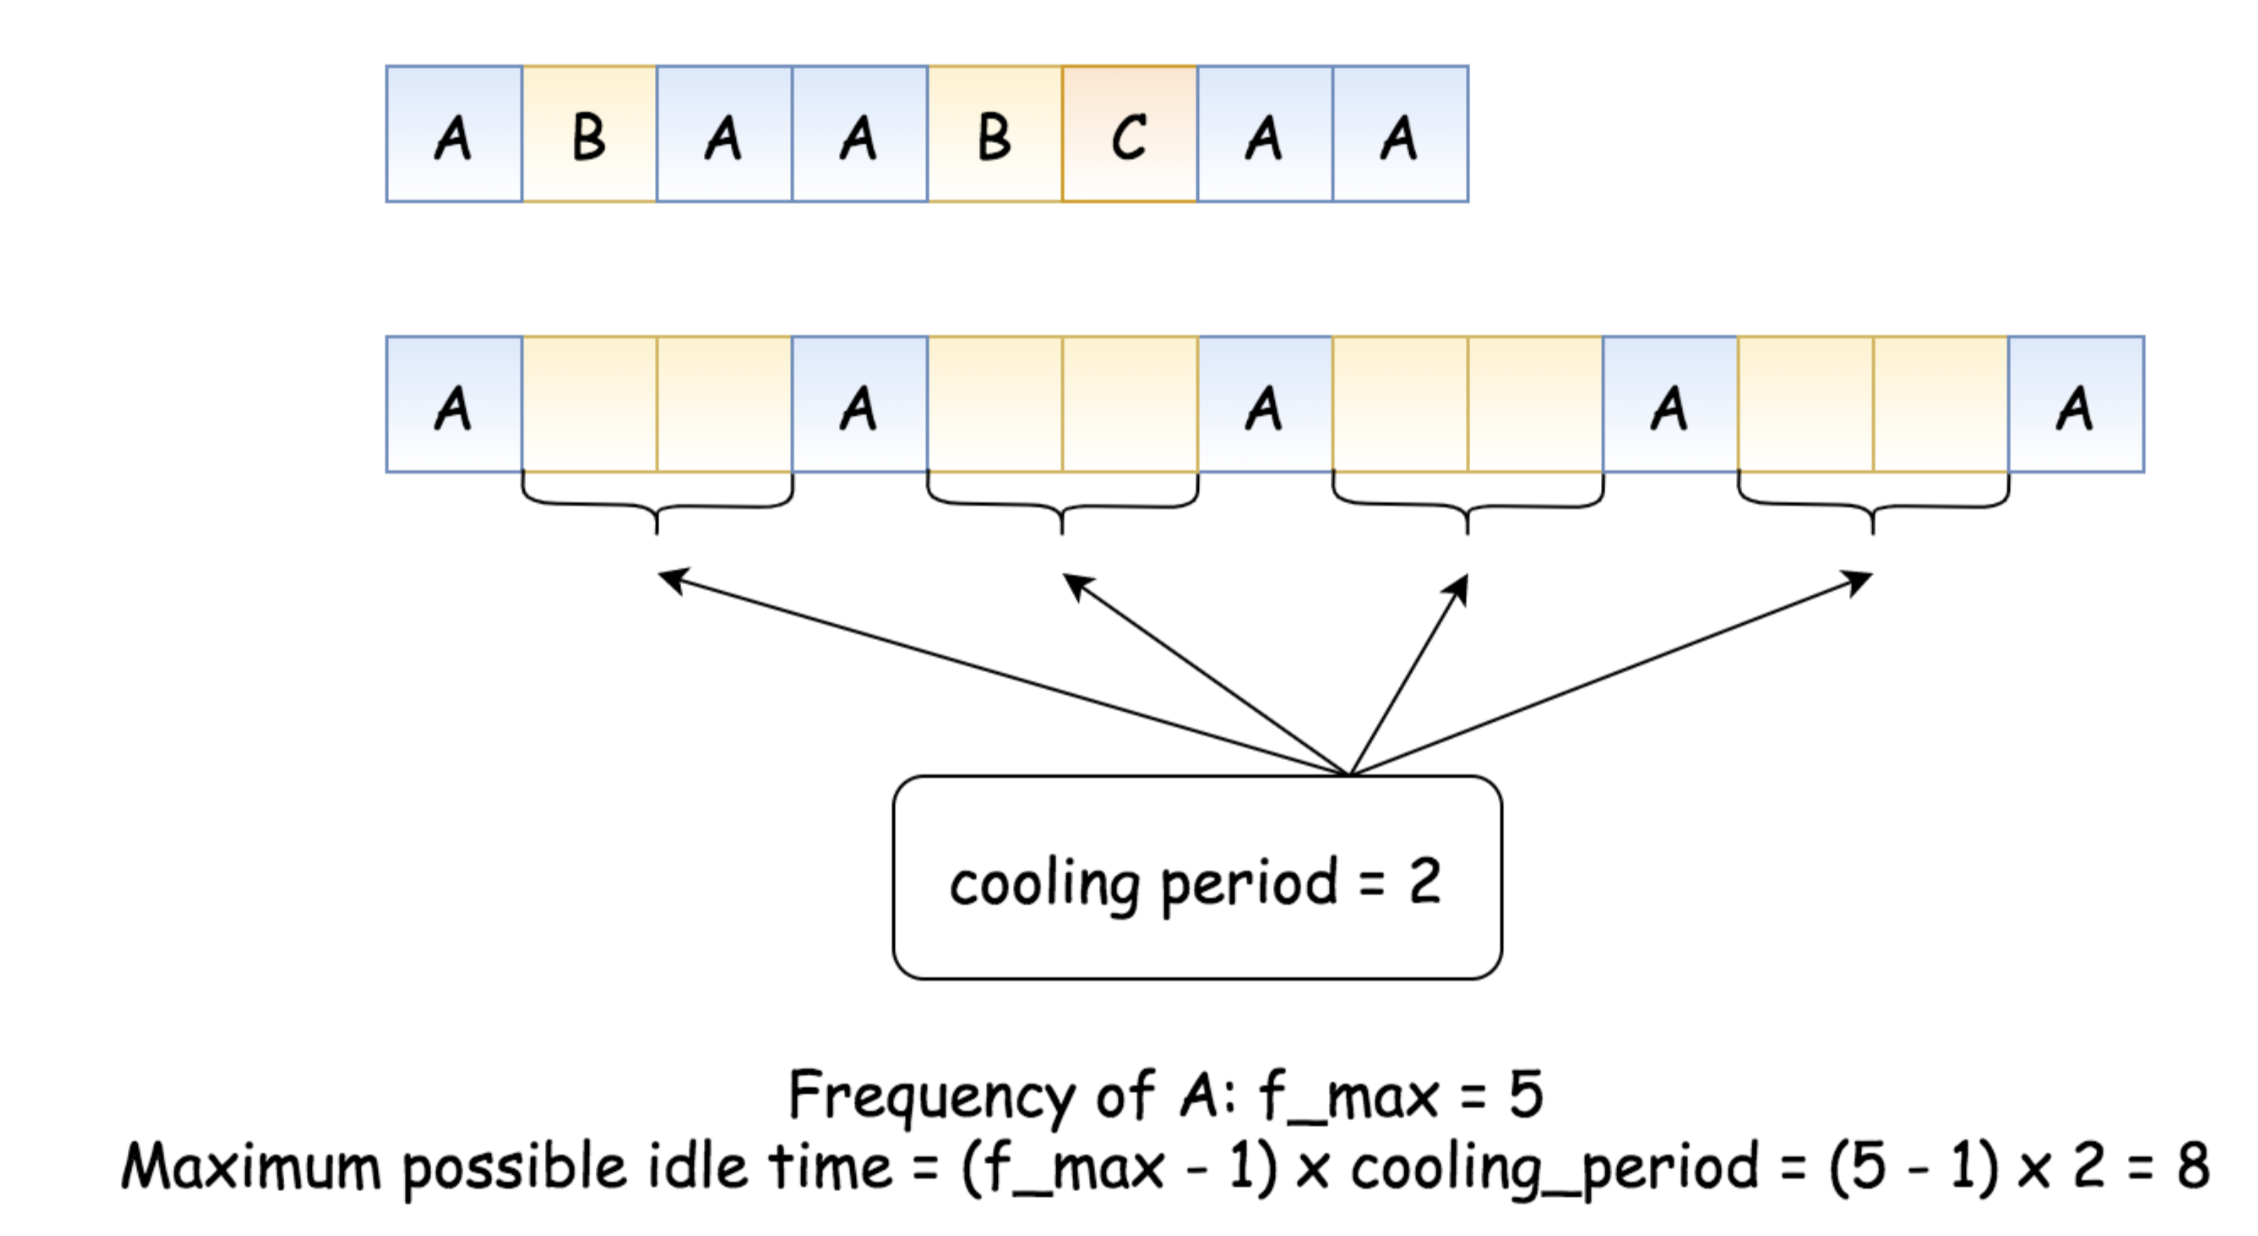 A B A A B C A A
A A A A A
cooling period = 2
Frequency of A: f_max = 5
Maximum possible idle time = (f_max - 1) x cooling_period = (5 - 1) x 2 = 8